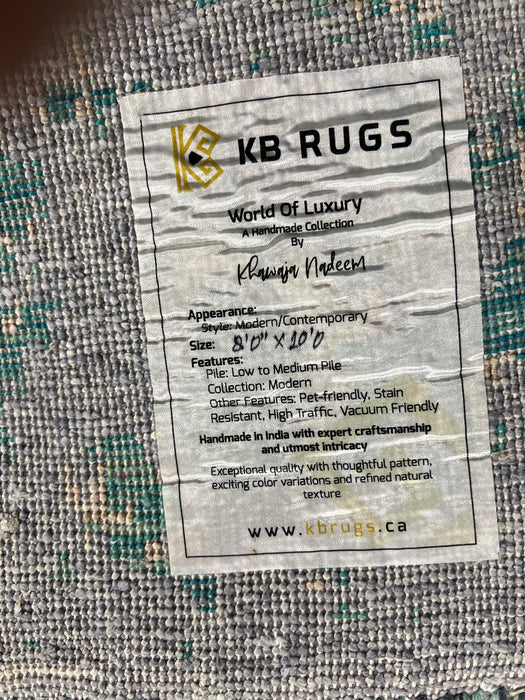 KB RUGS
World Of Luxury
A Handmade Collection
By
Khawaja Nadeem
Appearance:
Style: Modern/Contemporary
Size: 8'0" X 10'0
Features:
Pile: Low to Medium Pile
Collection: Modern
Other Features: Pet-friendly, Stain
Resistant, High Traffic, Vacuum Friendly
Handmade in India with expert craftsmanship
and utmost intricacy
Exceptional quality with thoughtful pattern,
exciting color variations and refined natural
texture
www.kbrugs.ca